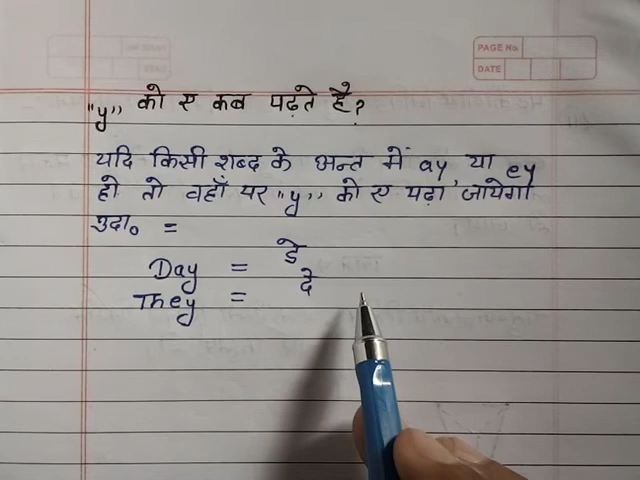 PAGE No.
DATE
"y" को ए कब पढ़ते है?
यदि किसी शब्द के अन्त में ay या ey
हो तो वहाँ पर "y" को ए पढ़ा जायेगा
उदा० =
Day = डे
They = दे